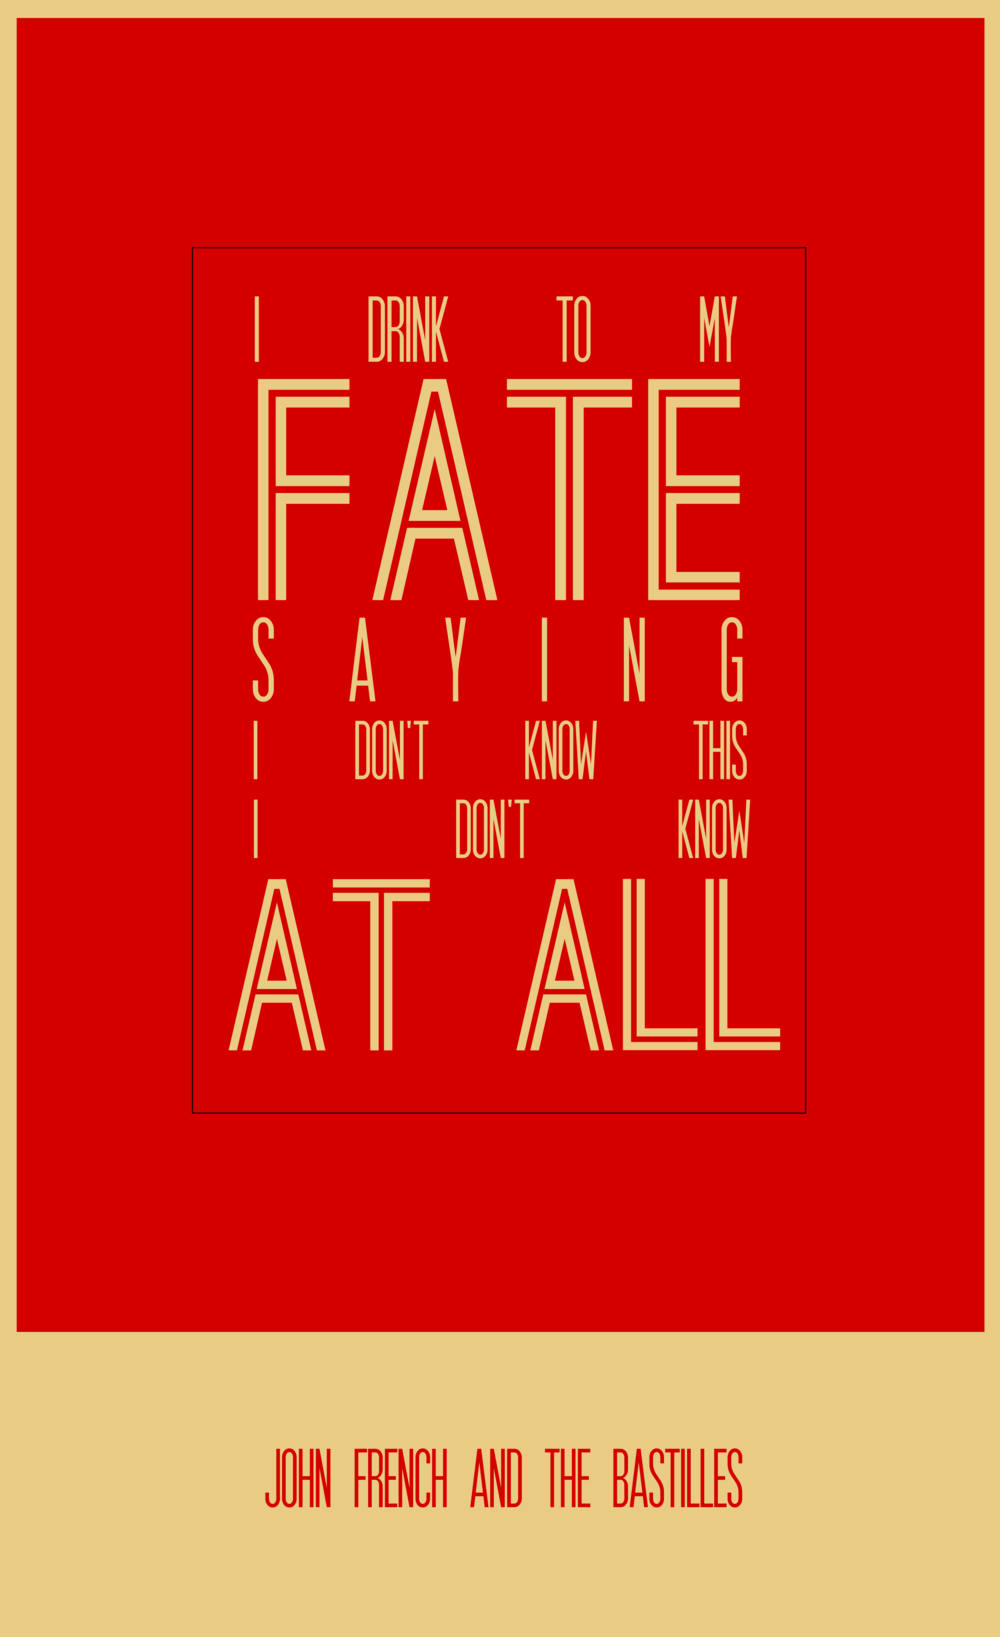 I DRINK TO MY
FATE
SAYING
I DON'T KNOW THIS
I DON'T KNOW
AT ALL
JOHN FRENCH AND THE BASTILLES